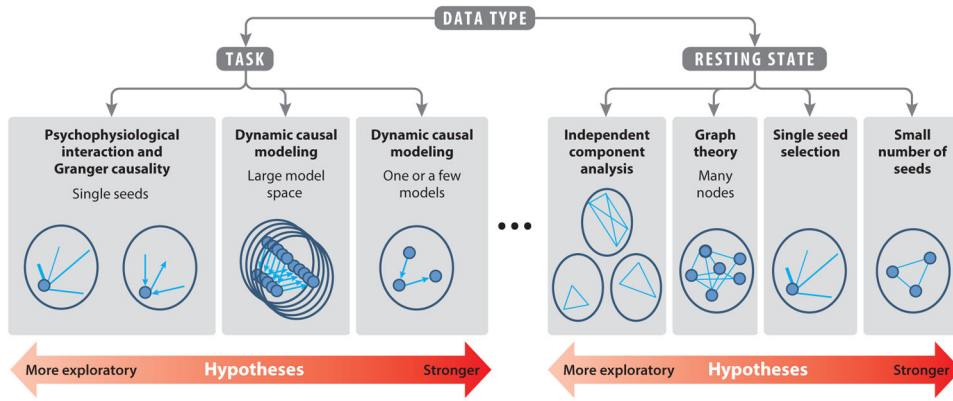 DATA TYPE
TASK
RESTING STATE
Psychophysiological
interaction and
Granger causality
Single seeds
Dynamic causal
modeling
Large model
space
Dynamic causal
modeling
One or a few
models
•••
Independent
component
analysis
Graph
theory
Many
nodes
Single seed
selection
Small
number of
seeds
More exploratory
Hypotheses
Stronger
More exploratory
Hypotheses
Stronger